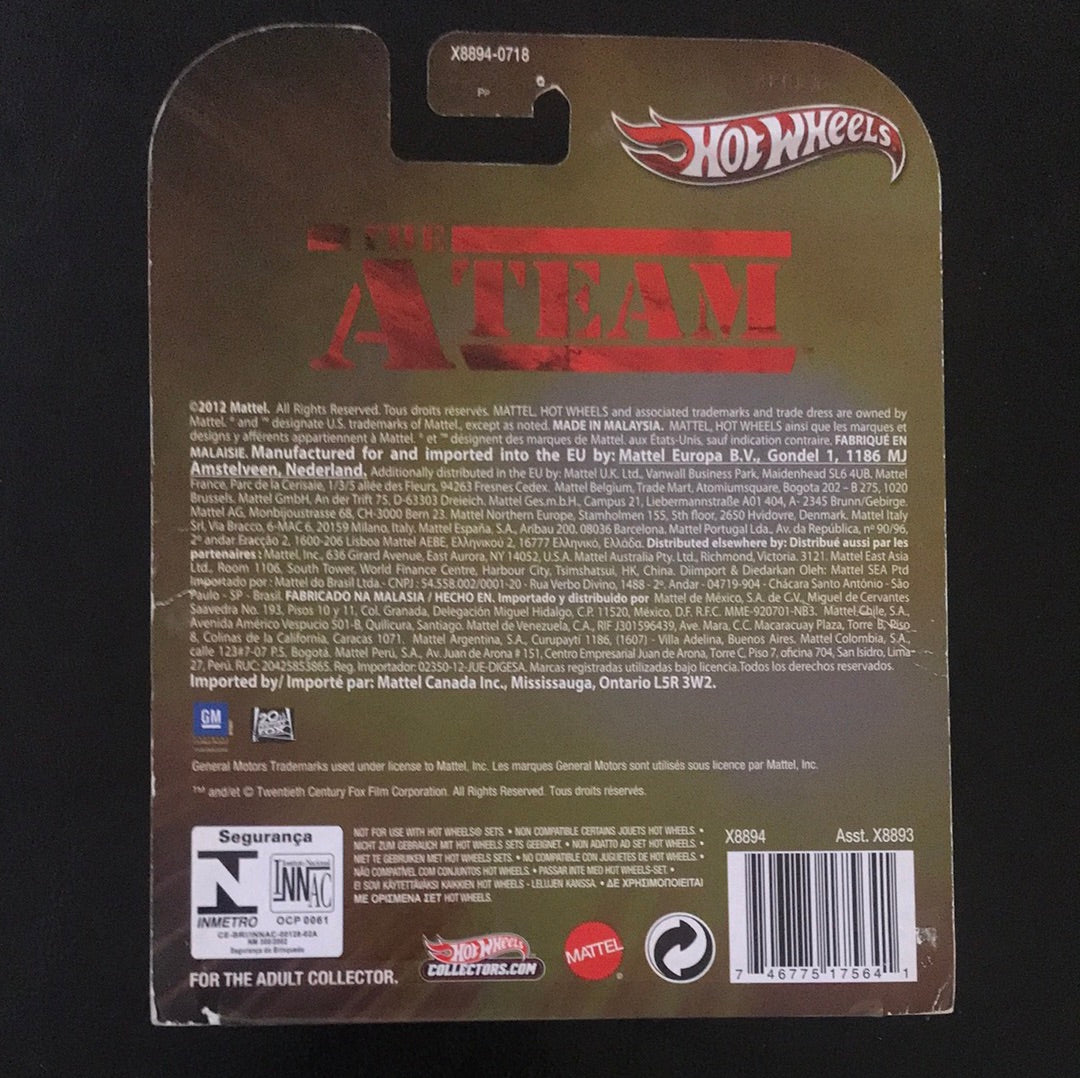 X8894-0718
PP
HOT WHEELS
THE
A TEAM
©2012 Mattel. All Rights Reserved. Tous droits réservés. MATTEL, HOT WHEELS and associated trademarks and trade dress are owned by
Mattel. ® and ™ designate U.S. trademarks of Mattel, except as noted. MADE IN MALAYSIA. MATTEL, HOT WHEELS ainsi que les marques et
designs y afférents appartiennent à Mattel. ® et ™ désignent des marques de Mattel. aux États-Unis, sauf indication contraire. FABRIQUÉ EN
MALAISIE. Manufactured for and imported into the EU by: Mattel Europa B.V., Gondel 1, 1186 MJ
Amstelveen, Nederland. Additionally distributed in the EU by: Mattel U.K. Ltd., Vanwall Business Park, Maidenhead SL6 4UB. Mattel
France, Parc de la Cerisaie, 1/3/5 allée des Fleurs, 94263 Fresnes Cedex. Mattel Belgium, Trade Mart, Atomiumsquare, Bogota 202 – B 275, 1020
Brussels. Mattel GmbH, An der Trift 75, D-63303 Dreieich. Mattel Ges.m.b.H., Campus 21, Liebermannstraße A01 404, A- 2345 Brunn/Gebirge.
Mattel AG, Monbijoustrasse 68, CH-3000 Bern 23. Mattel Northern Europe, Stamholmen 155, 5th floor, 2650 Hvidovre, Denmark. Mattel Italy
Srl, Via Bracco, 6-MAC 6, 20159 Milano, Italy. Mattel España, S.A., Aribau 200. 08036 Barcelona. Mattel Portugal Lda., Av. da República, nº 90/96,
2º andar Fracção 2, 1600-206 Lisboa Mattel AEBE, Ελληνικού 2, 16777 Ελληνικό, Ελλάδα. Distributed elsewhere by: Distribué aussi par les
partenaires : Mattel, Inc., 636 Girard Avenue, East Aurora, NY 14052, U.S.A. Mattel Australia Pty. Ltd., Richmond, Victoria. 3121. Mattel East Asia
Ltd., Room 1106, South Tower, World Finance Centre, Harbour City, Tsimshatsui, HK, China. Diimport & Diedarkan Oleh: Mattel SEA Ptd
Importado por : Mattel do Brasil Ltda.- CNPJ : 54.558.002/0001-20 - Rua Verbo Divino, 1488 - 2º. Andar - 04719-904 - Chácara Santo Antônio - São
Paulo - SP - Brasil. FABRICADO NA MALASIA / HECHO EN. Importado y distribuido por Mattel de México, S.A. de C.V., Miguel de Cervantes
Saavedra No. 193, Pisos 10 y 11, Col. Granada, Delegación Miguel Hidalgo, C.P. 11520, México, D.F. R.F.C. MME-920701-NB3. Mattel Chile, S.A.,
Avenida Américo Vespucio 501-B, Quilicura, Santiago. Mattel de Venezuela, C.A., RIF J301596439, Ave. Mara, C.C. Macaracuay Plaza, Torre B, Piso
8, Colinas de la California, Caracas 1071. Mattel Argentina, S.A., Curupaytí 1186, (1607) - Villa Adelina, Buenos Aires. Mattel Colombia, S.A.,
calle 123#7-07 P.5. Bogotá. Mattel Perú, S.A., Av. Juan de Arona # 151, Centro Empresarial Juan de Arona, Torre C, Piso 7, oficina 704, San Isidro, Lima-
27, Perú. RUC: 20425853865. Reg. Importador: 02350-12-JUE-DIGESA. Marcas registradas utilizadas bajo licencia.Todos los derechos reservados.
Imported by/ Importé par: Mattel Canada Inc., Mississauga, Ontario L5R 3W2.
GM
20th CENTURY FOX
General Motors Trademarks used under license to Mattel, Inc. Les marques General Motors sont utilisés sous licence par Mattel, Inc.
™ and/et © Twentieth Century Fox Film Corporation. All Rights Reserved. Tous droits réservés.
Segurança
N
Instituto Nacional
INNAC
INMETRO OCP 0061
CE-BRI/INNAC-00128-02A
NM 300/2002
Segurança do Brinquedo
NOT FOR USE WITH HOT WHEELS® SETS. • NON COMPATIBLE CERTAINS JOUETS HOT WHEELS. •
NICHT ZUM GEBRAUCH MIT HOT WHEELS SETS GEEIGNET. • NON ADATTO AD SET HOT WHEELS. •
NIET TE GEBRUIKEN MET HOT WHEELS SETS. • NO COMPATIBLE CON JUGUETES DE HOT WHEELS. •
NÃO COMPATÍVEL COM CONJUNTOS HOT WHEELS. • PASSAR INTE MED HOT WHEELS-SET. •
EI SOVI KÄYTETTÄVÄKSI KAIKKIEN HOT WHEELS - LELUJEN KANSSA. • ΔΕ ΧΡΗΣΙΜΟΠΟΙΕΙΤΑΙ
ΜΕ ΟΡΙΣΜΕΝΑ ΣΕΤ HOT WHEELS.
FOR THE ADULT COLLECTOR.
HOT WHEELS
COLLECTORS.COM
MATTEL
X8894 Asst. X8893
7 46775 17564 1